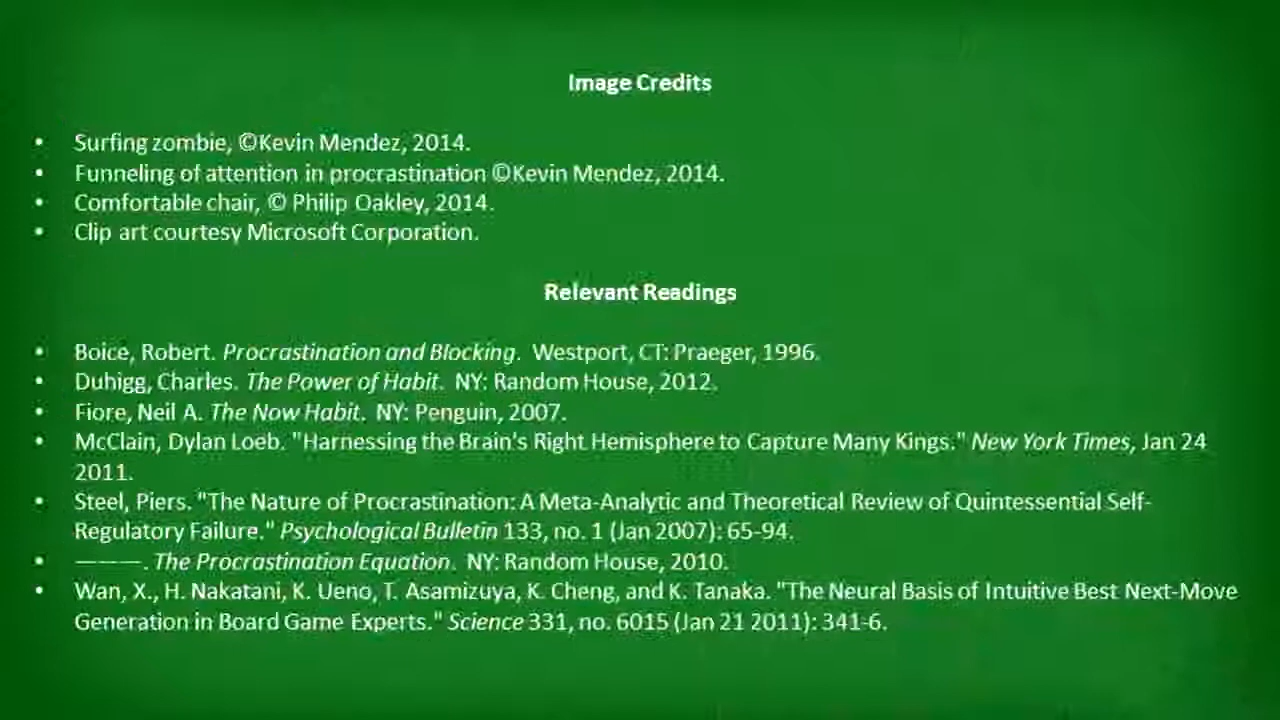 Image Credits
• Surfing zombie, ©Kevin Mendez, 2014.
• Funneling of attention in procrastination ©Kevin Mendez, 2014.
• Comfortable chair, © Philip Oakley, 2014.
• Clip art courtesy Microsoft Corporation.
Relevant Readings
• Boice, Robert. Procrastination and Blocking.  Westport, CT: Praeger, 1996.
• Duhigg, Charles. The Power of Habit.  NY: Random House, 2012.
• Fiore, Neil A. The Now Habit.  NY: Penguin, 2007.
• McClain, Dylan Loeb. "Harnessing the Brain's Right Hemisphere to Capture Many Kings." New York Times, Jan 24
2011.
• Steel, Piers. "The Nature of Procrastination: A Meta-Analytic and Theoretical Review of Quintessential Self-
Regulatory Failure." Psychological Bulletin 133, no. 1 (Jan 2007): 65-94.
• ———. The Procrastination Equation.  NY: Random House, 2010.
• Wan, X., H. Nakatani, K. Ueno, T. Asamizuya, K. Cheng, and K. Tanaka. "The Neural Basis of Intuitive Best Next-Move
Generation in Board Game Experts." Science 331, no. 6015 (Jan 21 2011): 341-6.